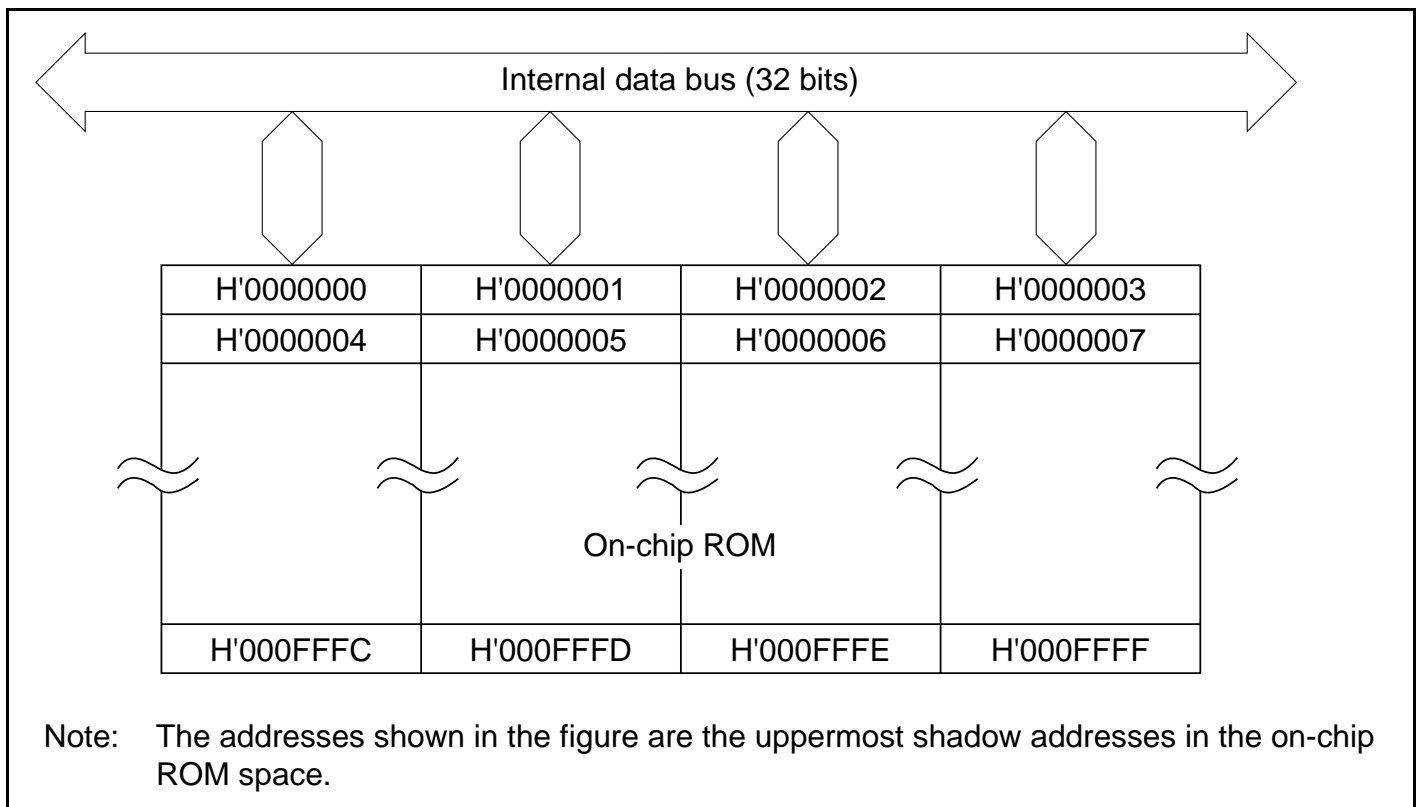 Internal data bus (32 bits)
H'0000000 H'0000001 H'0000002 H'0000003
H'0000004 H'0000005 H'0000006 H'0000007
On-chip ROM
H'000FFFC H'000FFFD H'000FFFE H'000FFFF
Note: The addresses shown in the figure are the uppermost shadow addresses in the on-chip
ROM space.